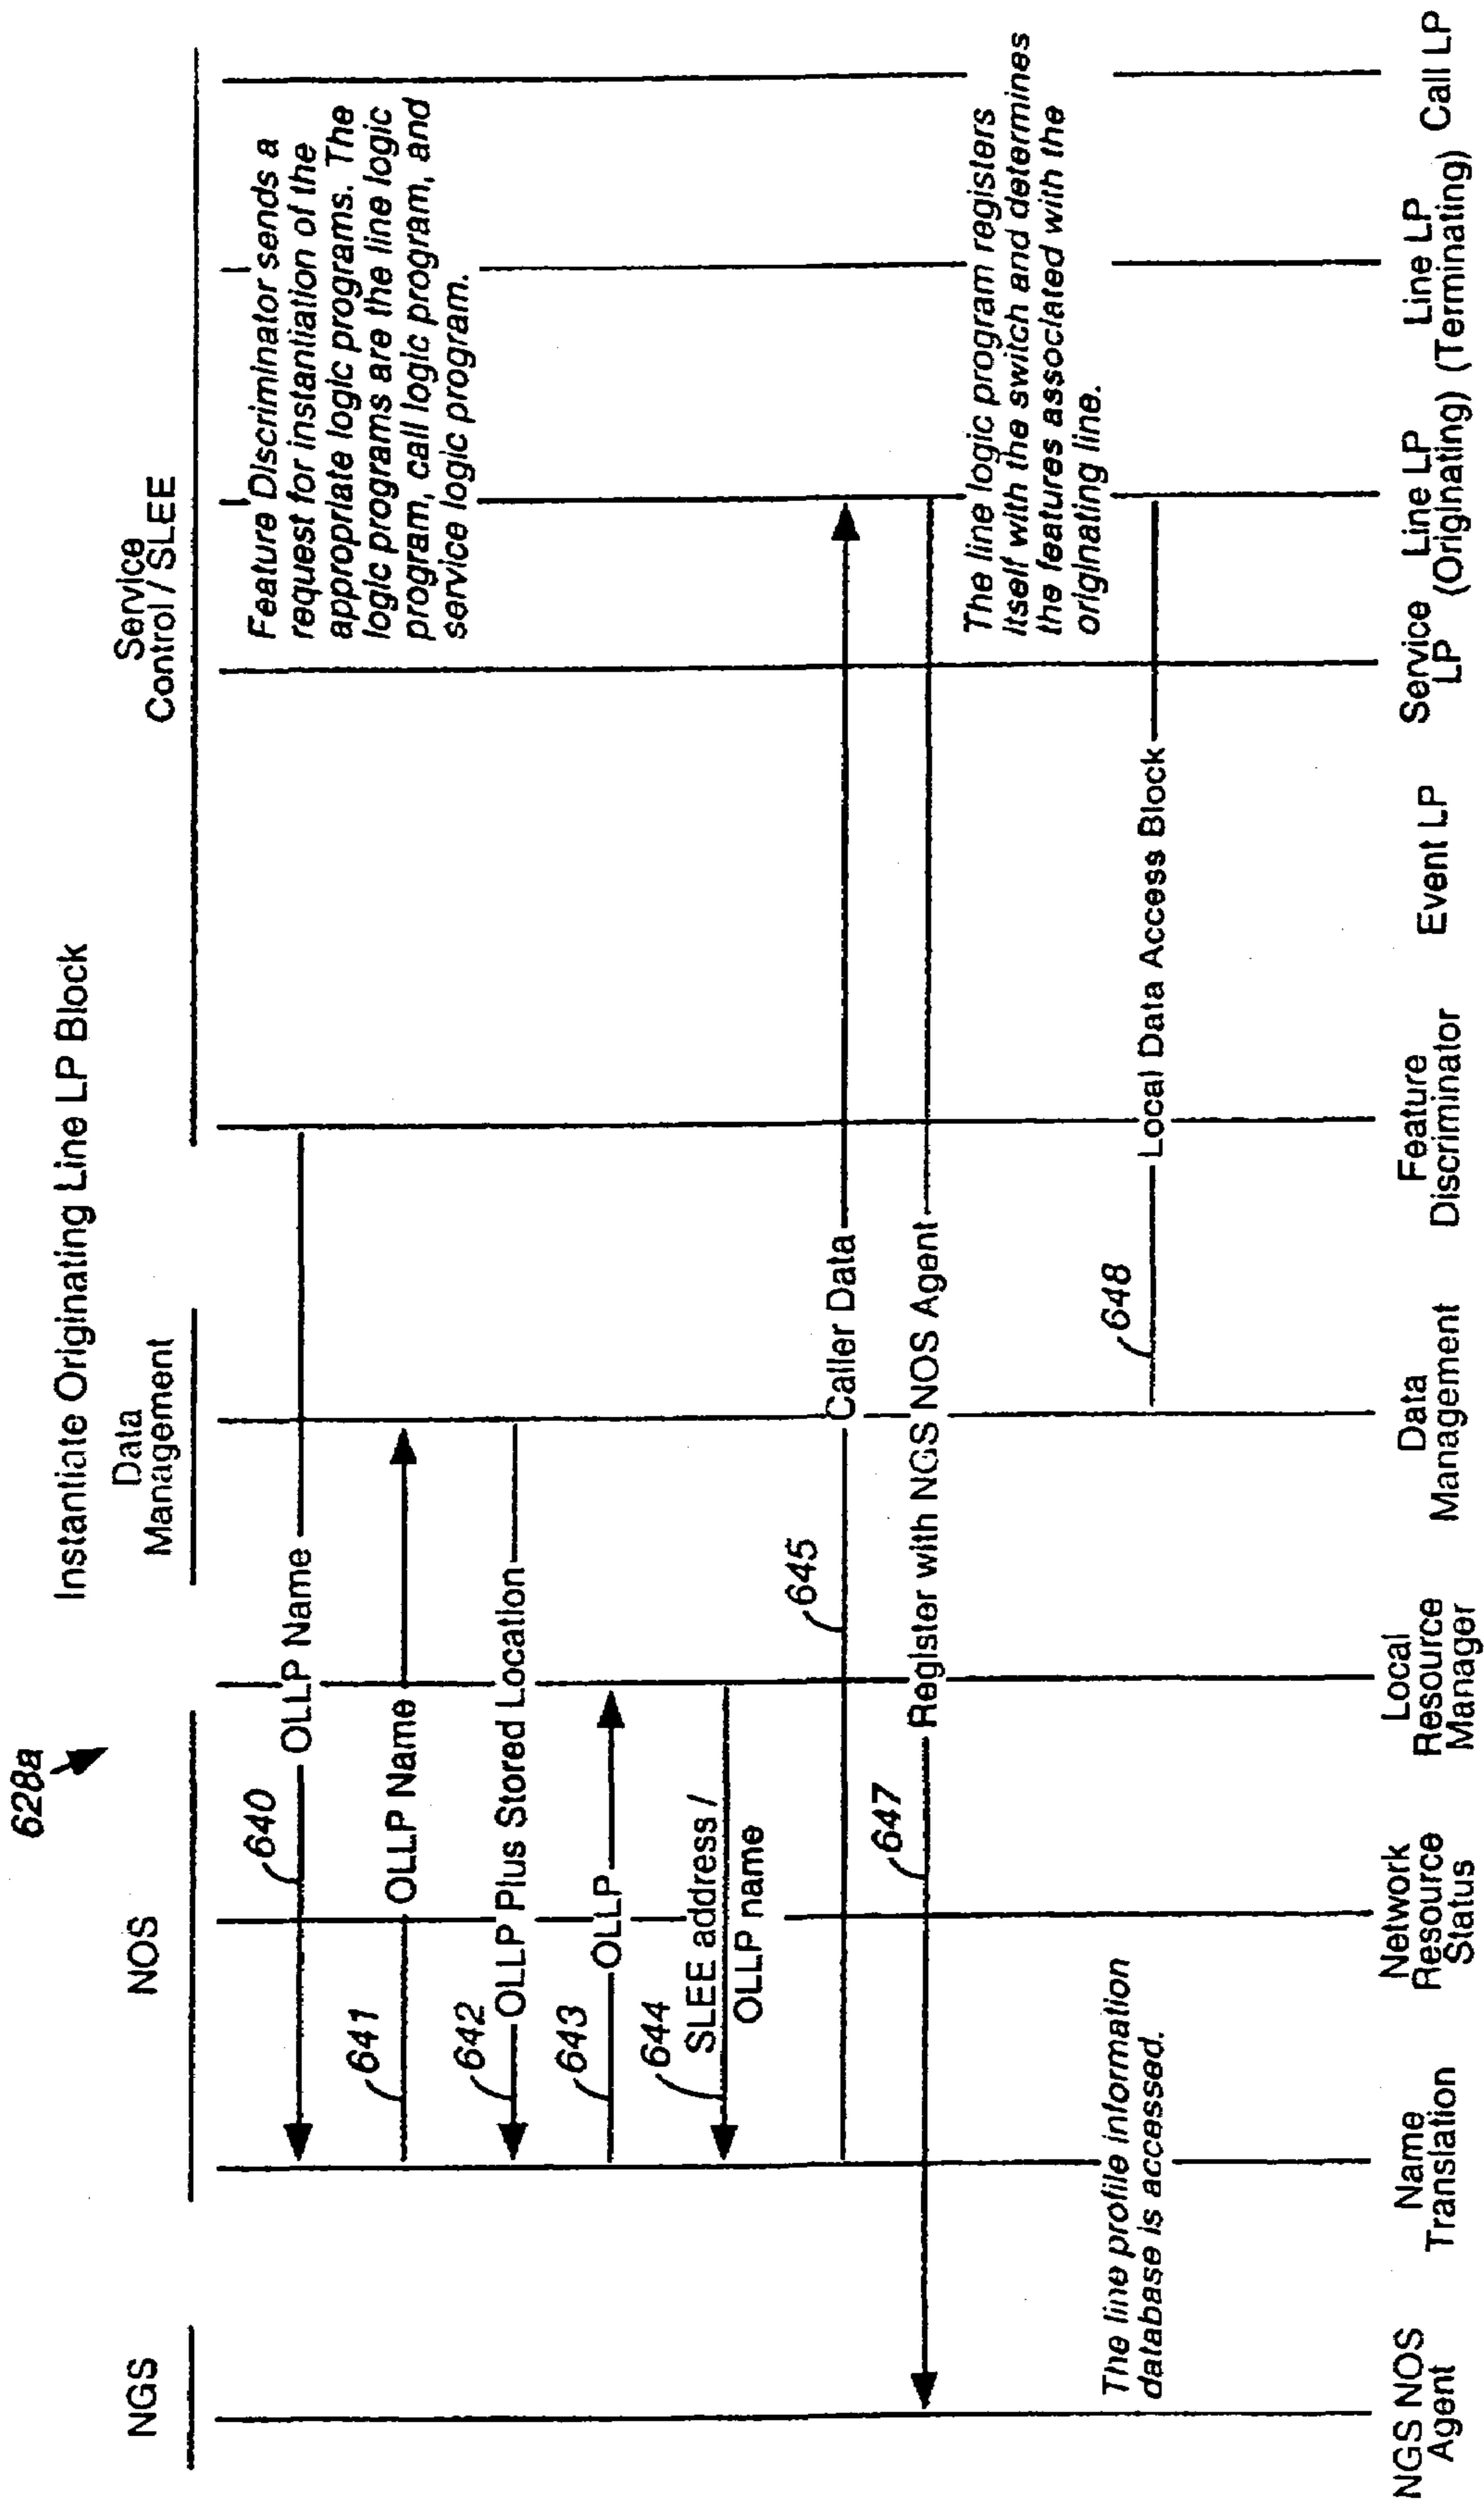 628a
Instantiate Originating Line LP Block
NGS
NOS
Data
Management
Service
Control / SLEE
640
OLLP Name
Feature Discriminator sends a
request for instantiation of the
appropriate logic programs. The
logic programs are the line logic
program, call logic program, and
service logic program.
641
OLLP Name
642
OLLP Plus Stored Location
643
OLLP
644
SLEE address /
OLLP name
645
Caller Data
647
Register with NGS NOS Agent
The line logic program registers
itself with the switch and determines
the features associated with the
originating line.
The line profile information
database is accessed.
648
Local Data Access Block
NGS NOS
Agent
Name
Translation
Network
Resource
Status
Local
Resource
Manager
Data
Management
Feature
Discriminator
Event LP
Service
LP
Line LP
(Originating)
Line LP
(Terminating)
Call LP